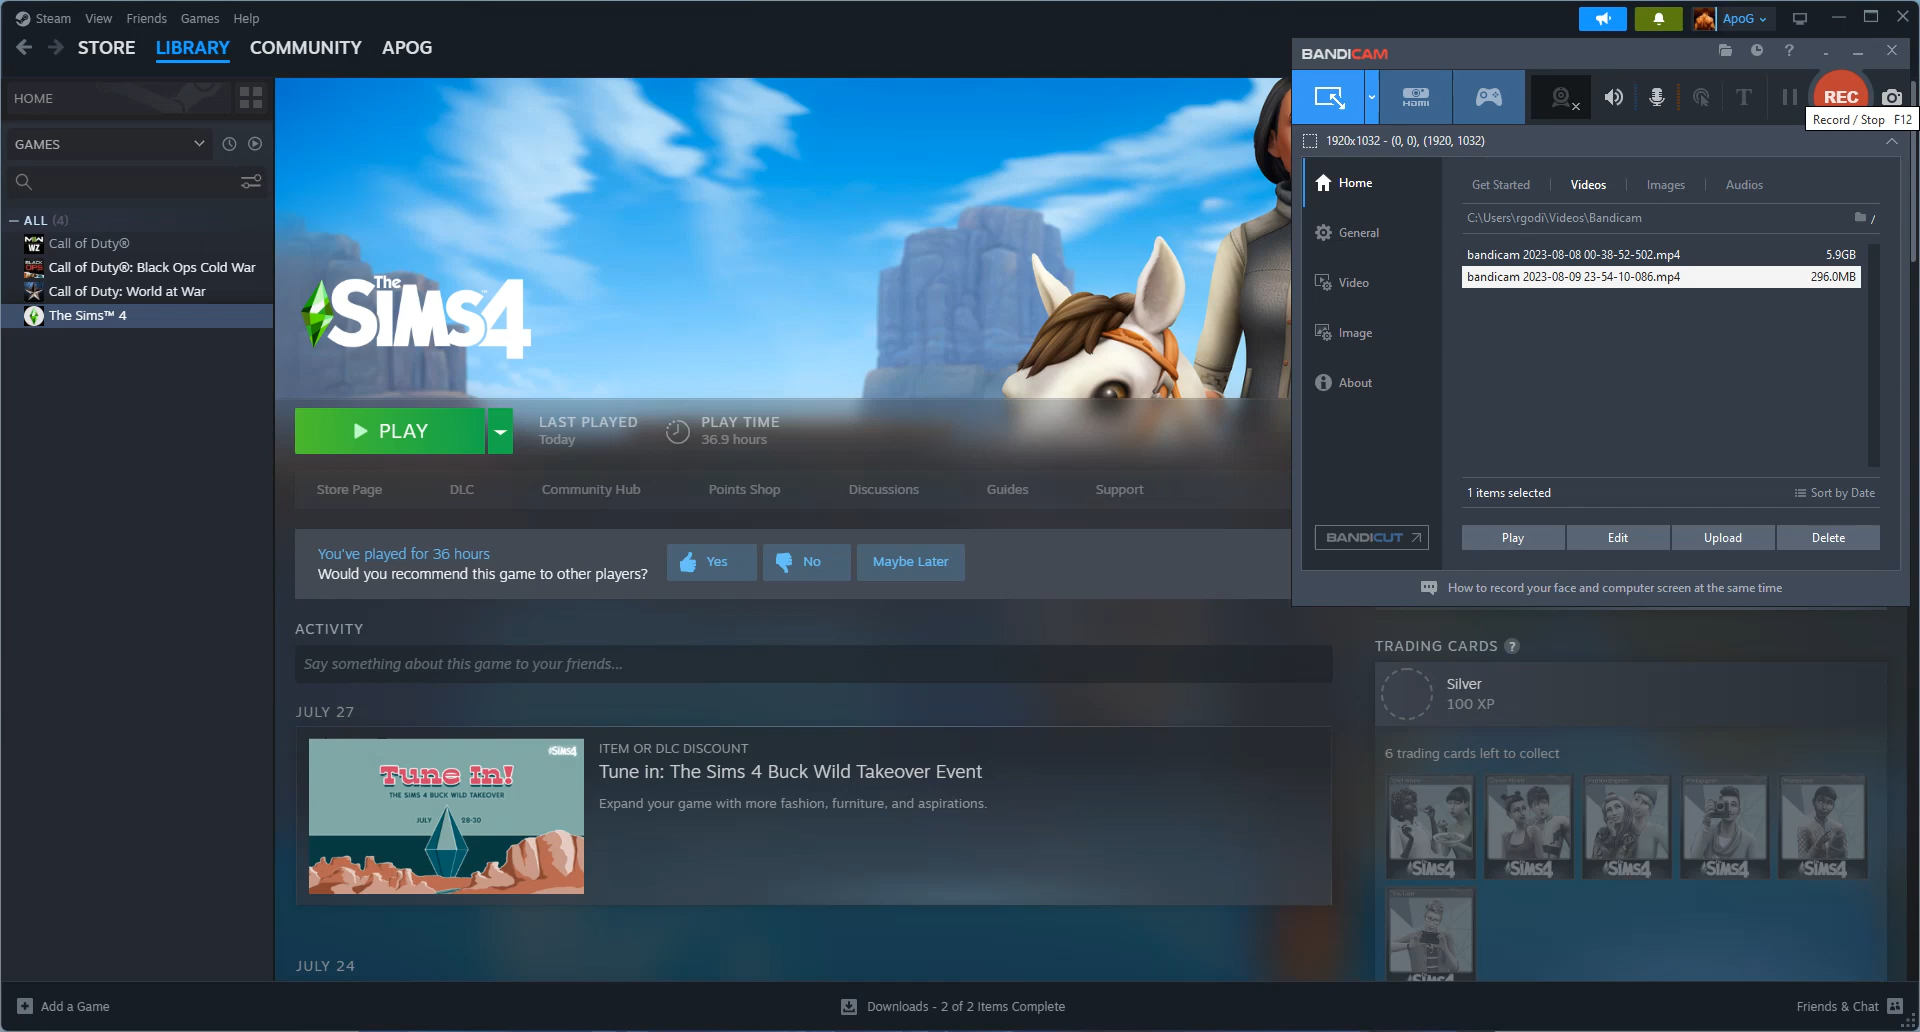 Steam View Friends Games Help
ApoG
STORE LIBRARY COMMUNITY APOG
HOME
GAMES
ALL (4)
Call of Duty®
Call of Duty®: Black Ops Cold War
Call of Duty: World at War
The Sims™ 4
The SiMS 4
PLAY
LAST PLAYED
Today
PLAY TIME
36.9 hours
Store Page DLC Community Hub Points Shop Discussions Guides Support
You've played for 36 hours
Would you recommend this game to other players?
Yes No Maybe Later
ACTIVITY
Say something about this game to your friends...
JULY 27
Tune In!
THE SIMS 4 BUCK WILD TAKEOVER
JULY 28-30
SiMS4
ITEM OR DLC DISCOUNT
Tune in: The Sims 4 Buck Wild Takeover Event
Expand your game with more fashion, furniture, and aspirations.
JULY 24
BANDICAM
HDMI
REC
Record / Stop F12
1920x1032 - (0, 0), (1920, 1032)
Home
General
Video
Image
About
BANDICUT
Get Started Videos Images Audios
C:\Users\rgodi\Videos\Bandicam
bandicam 2023-08-08 00-38-52-502.mp4 5.9GB
bandicam 2023-08-09 23-54-10-086.mp4 296.0MB
1 items selected
Sort by Date
Play Edit Upload Delete
How to record your face and computer screen at the same time
TRADING CARDS ?
Silver
100 XP
6 trading cards left to collect
SiMS4 SiMS4 SiMS4 SiMS4 SiMS4
SiMS4
Add a Game
Downloads - 2 of 2 Items Complete
Friends & Chat